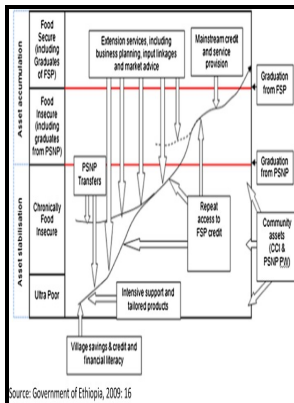 Asset accumulation
Asset stabilisation
Food
Secure
(including
Graduates
of FSP)
Food
Insecure
(including
graduates
from PSNP)
Chronically
Food
Insecure
Ultra Poor
Extension services, including
business planning, input linkages
and market advice
Mainstream credit
and service
provision
Graduation
from FSP
Graduation
from PSNP
PSNP
Transfers
Repeat
access to
FSP credit
Community
assets
(CCI &
PSNP PW)
Intensive support and
tailored products
Village savings & credit and
financial literacy
Source: Government of Ethiopia, 2009: 16